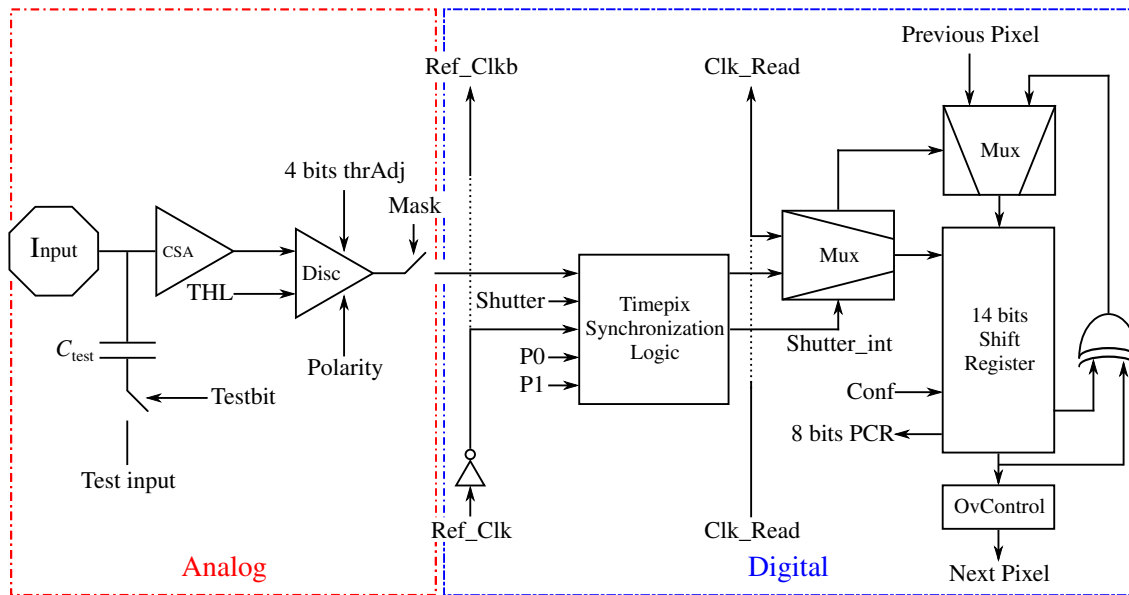 Previous Pixel
Ref_Clkb
Clk_Read
Mux
4 bits thrAdj
Mask
Input
CSA
Disc
THL
Mux
Shutter
Timepix
Synchronization
Logic
14 bits
Shift
Register
Shutter_int
C_test
Polarity
P0
P1
Testbit
Conf
8 bits PCR
Test input
OvControl
Ref_Clk
Clk_Read
Analog
Digital
Next Pixel